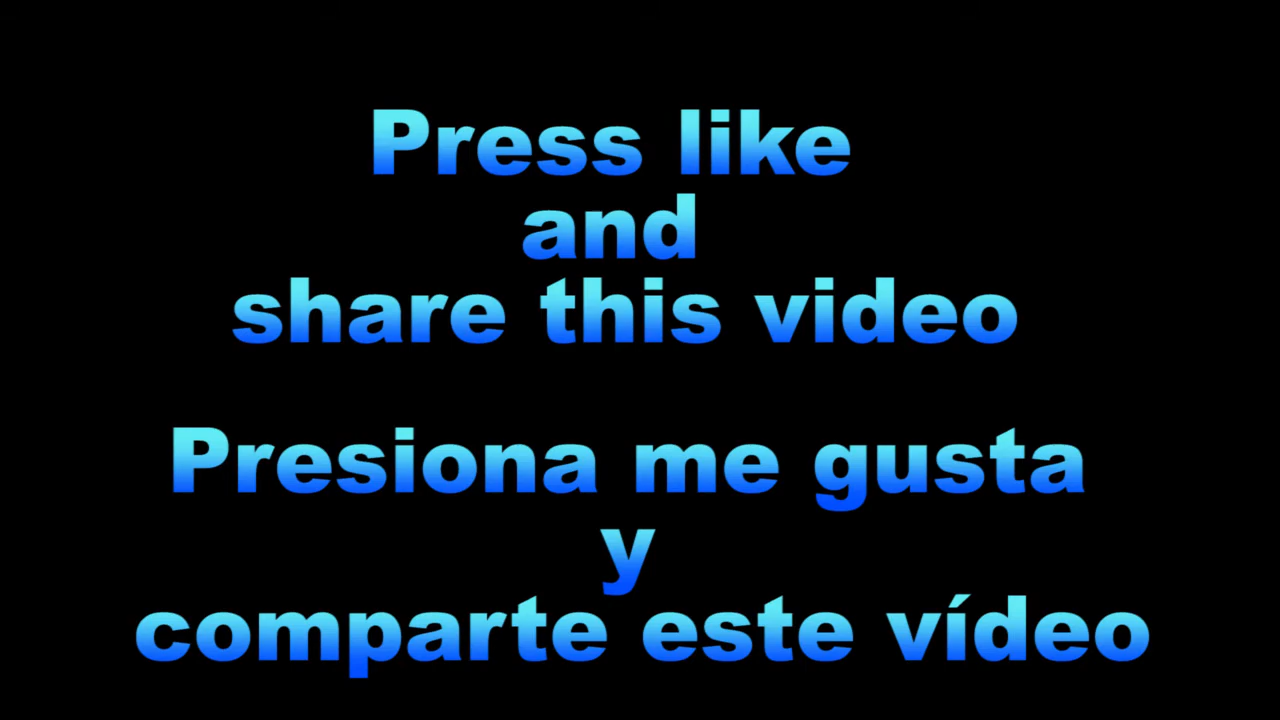 Press like
and
share this video
Presiona me gusta
y
comparte este vídeo